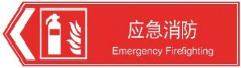 应急消防
Emergency Firefighting